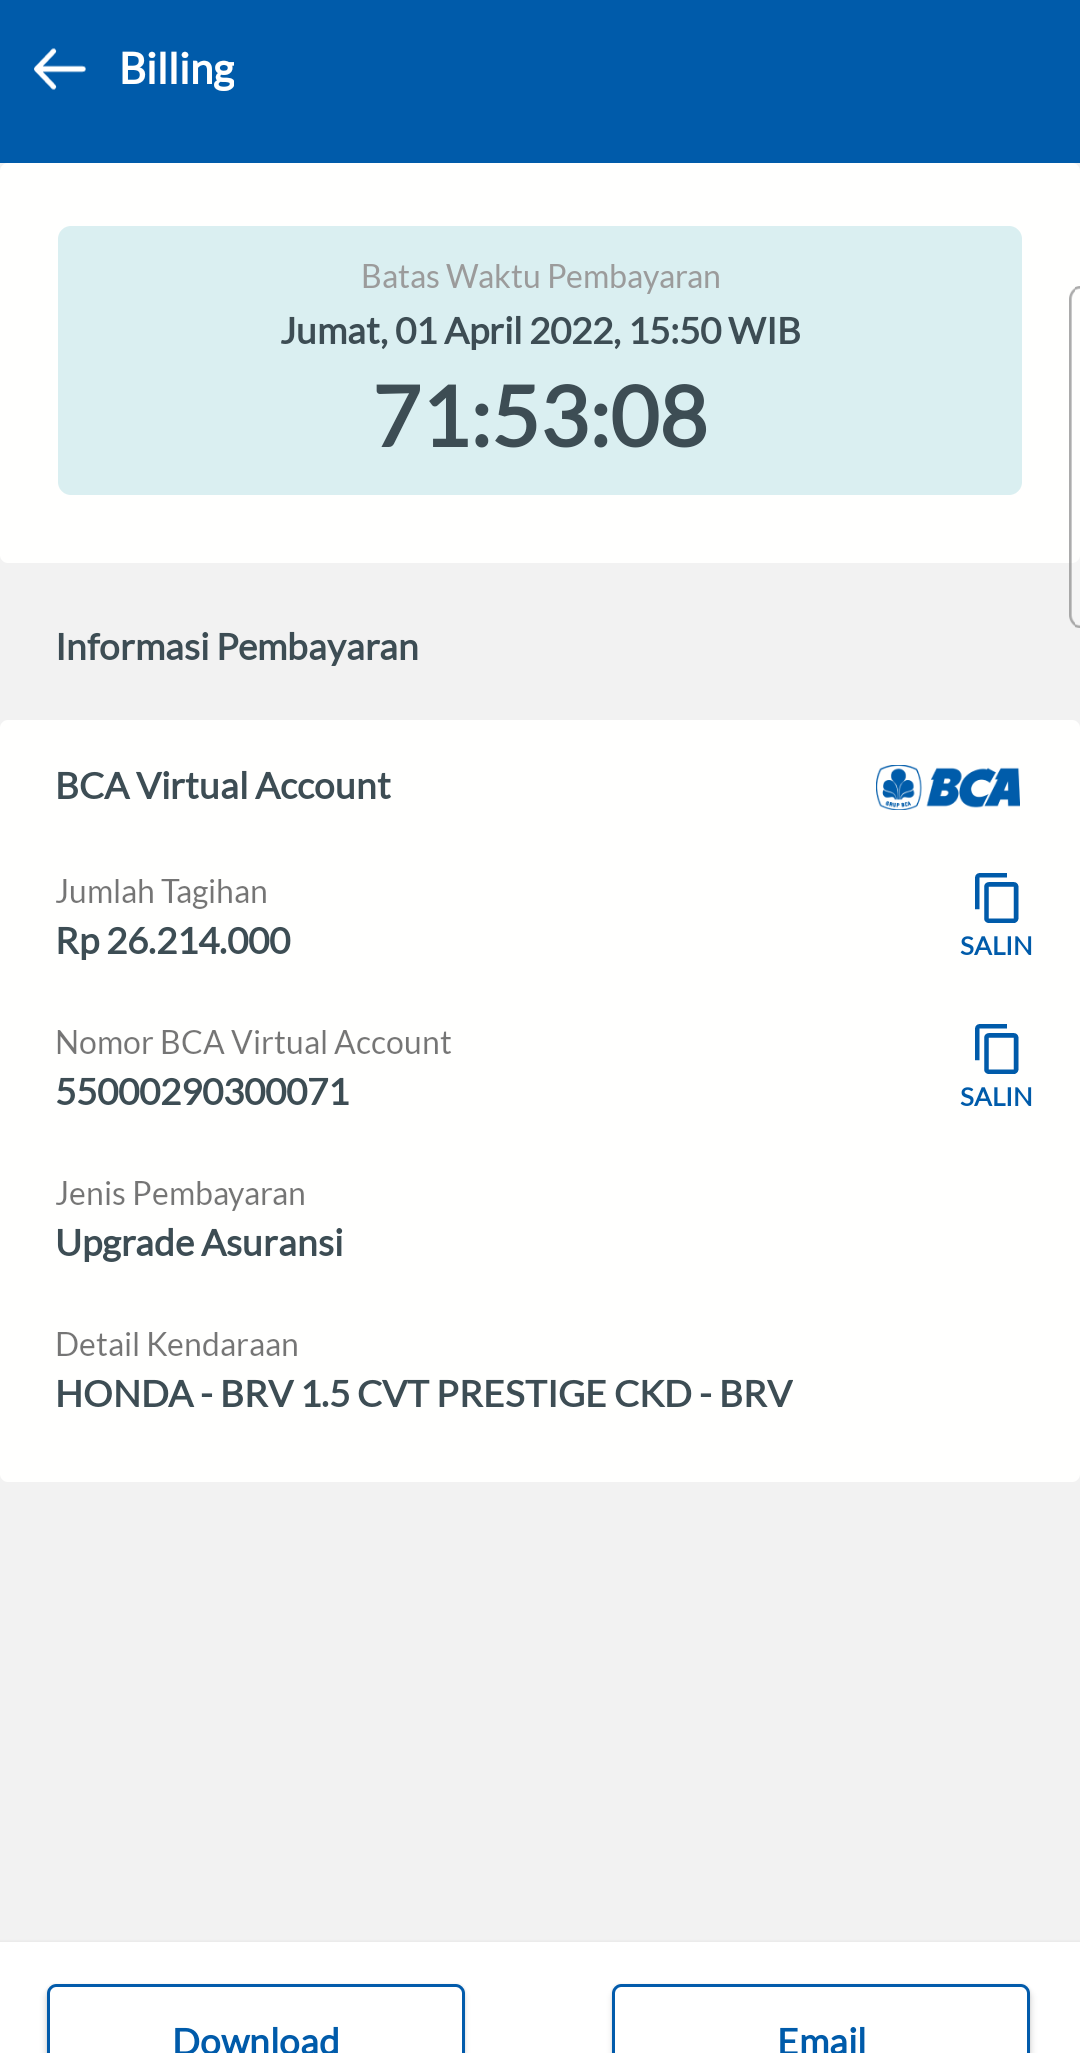 Billing
Batas Waktu Pembayaran
Jumat, 01 April 2022, 15:50 WIB
71:53:08
Informasi Pembayaran
BCA Virtual Account
GRUP BCA
BCA
Jumlah Tagihan
Rp 26.214.000
SALIN
Nomor BCA Virtual Account
55000290300071
SALIN
Jenis Pembayaran
Upgrade Asuransi
Detail Kendaraan
HONDA - BRV 1.5 CVT PRESTIGE CKD - BRV
Download
Email